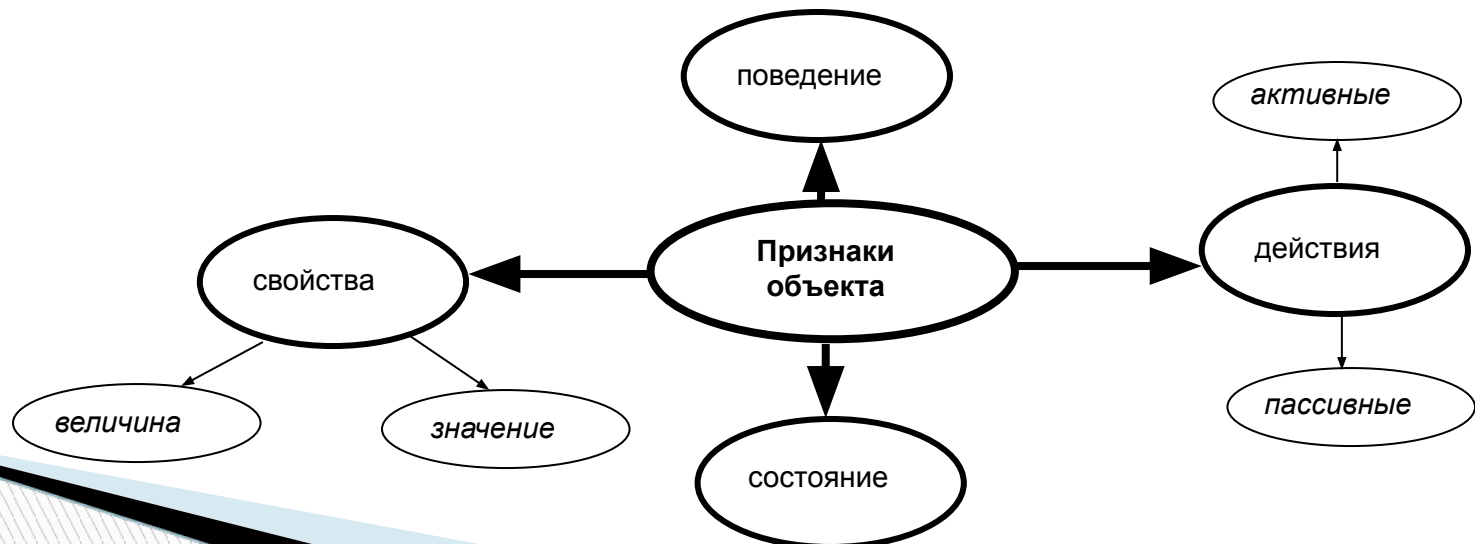 поведение
активные
Признаки
объекта
действия
свойства
величина
значение
пассивные
состояние